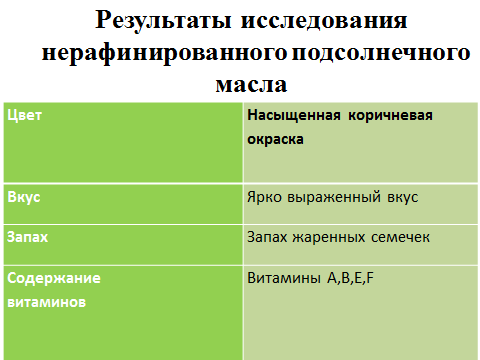 Результаты исследования
нерафинированного подсолнечного
масла
Цвет
Насыщенная коричневая
окраска
Вкус
Ярко выраженный вкус
Запах
Запах жаренных семечек
Содержание
витаминов
Витамины A,B,E,F